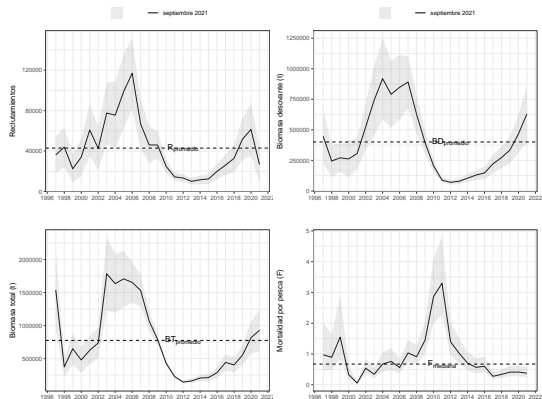 septiembre 2021
septiembre 2021
Reclutamientos
120000
80000
40000
0
R promedio
1996 1998 2000 2002 2004 2006 2008 2010 2012 2014 2016 2018 2020 2022
Biomasa desovante (t)
1250000
1000000
750000
500000
250000
0
BD promedio
1996 1998 2000 2002 2004 2006 2008 2010 2012 2014 2016 2018 2020 2022
Biomasa total (t)
2000000
1500000
1000000
500000
BT promedio
1996 1998 2000 2002 2004 2006 2008 2010 2012 2014 2016 2018 2020 2022
Mortalidad por pesca (F)
5
4
3
2
1
0
F mediana
1996 1998 2000 2002 2004 2006 2008 2010 2012 2014 2016 2018 2020 2022